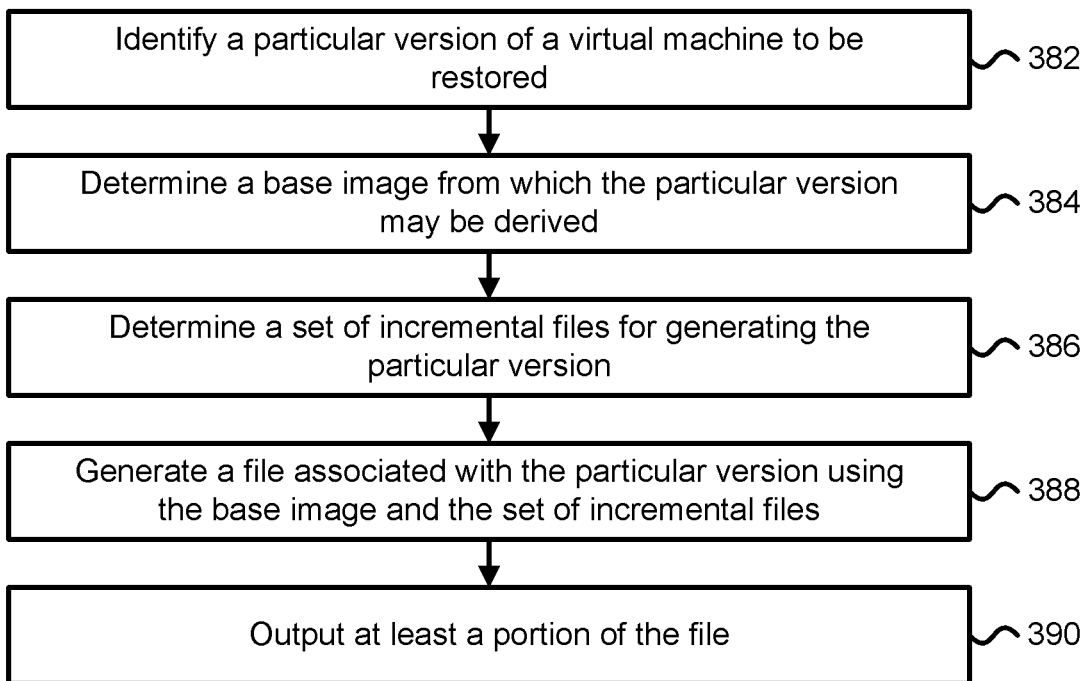 Identify a particular version of a virtual machine to be
restored
382
Determine a base image from which the particular version
may be derived
384
Determine a set of incremental files for generating the
particular version
386
Generate a file associated with the particular version using
the base image and the set of incremental files
388
Output at least a portion of the file
390